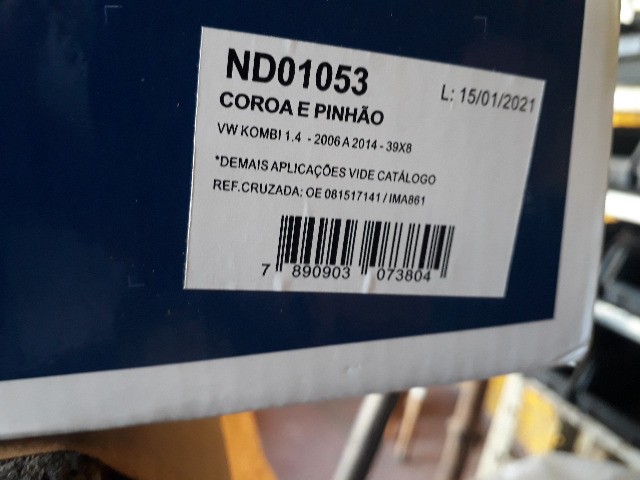 ND01053
L: 15/01/2021
COROA E PINHÃO
VW KOMBI 1.4 - 2006 A 2014 - 39X8
*DEMAIS APLICAÇÕES VIDE CATÁLOGO
REF.CRUZADA: OE 081517141 / IMA861
7 890903 073804